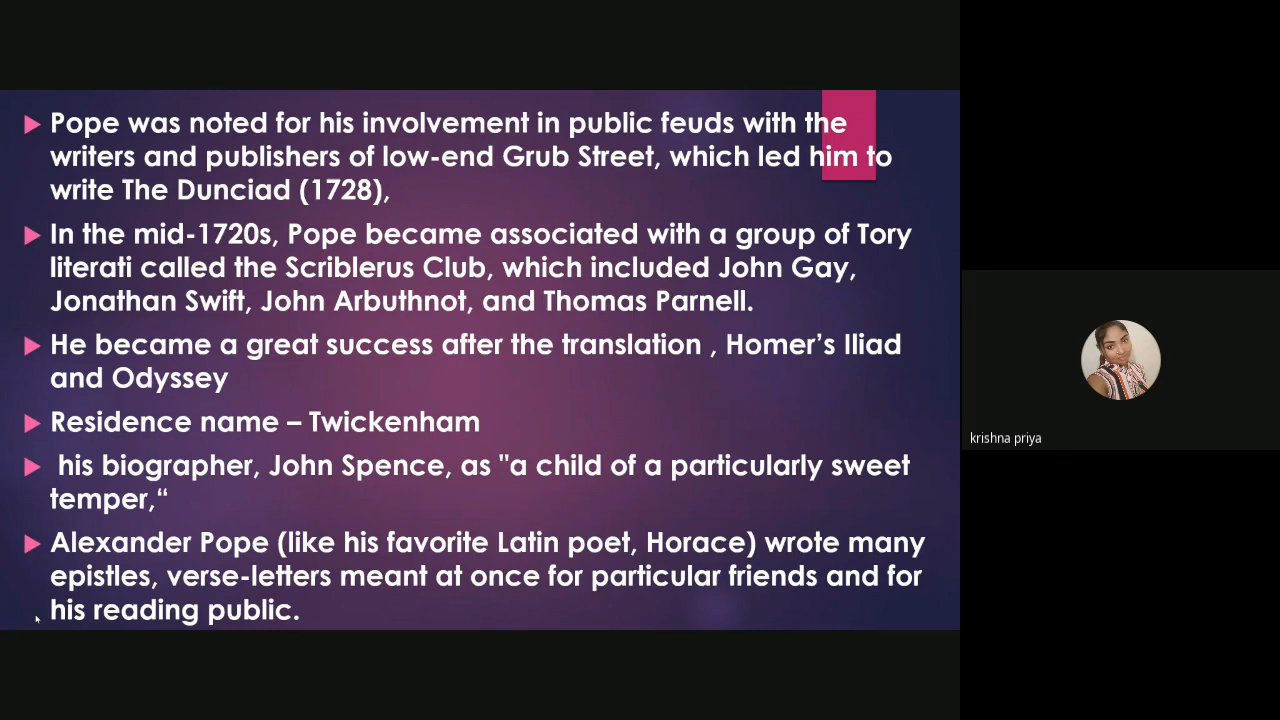 Pope was noted for his involvement in public feuds with the
writers and publishers of low-end Grub Street, which led him to
write The Dunciad (1728),
In the mid-1720s, Pope became associated with a group of Tory
literati called the Scriblerus Club, which included John Gay,
Jonathan Swift, John Arbuthnot, and Thomas Parnell.
He became a great success after the translation , Homer’s Iliad
and Odyssey
Residence name – Twickenham
his biographer, John Spence, as "a child of a particularly sweet
temper,“
Alexander Pope (like his favorite Latin poet, Horace) wrote many
epistles, verse-letters meant at once for particular friends and for
his reading public.
krishna priya